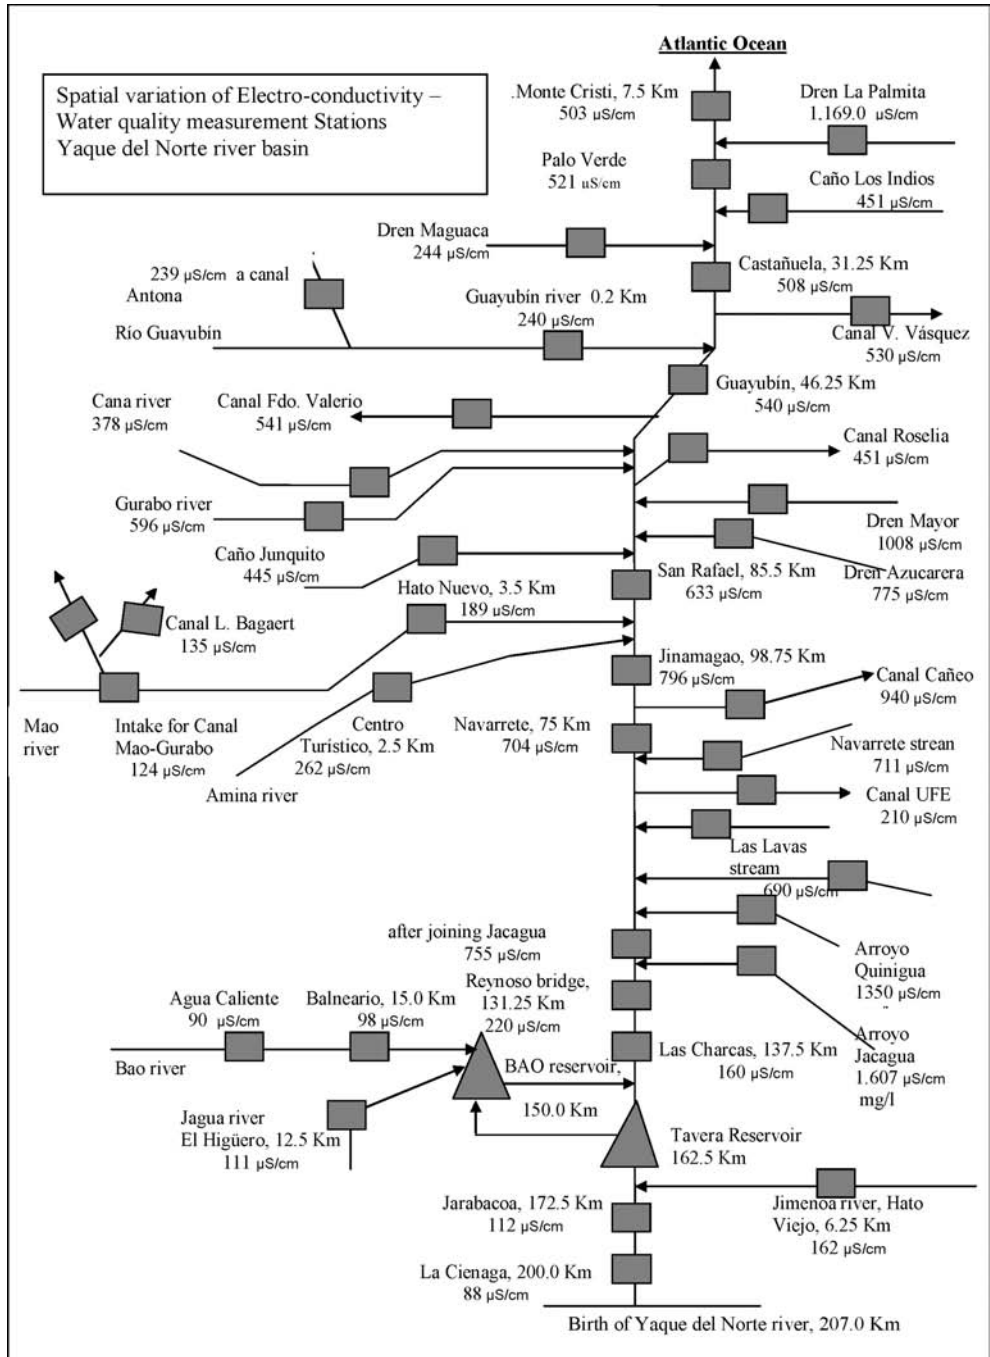 Atlantic Ocean
Spatial variation of Electro-conductivity –
Water quality measurement Stations
Yaque del Norte river basin
.Monte Cristi, 7.5 Km
503 µS/cm
Dren La Palmita
1,169.0 µS/cm
Palo Verde
521 µS/cm
Caño Los Indios
451 µS/cm
Dren Maguaca
244 µS/cm
Castañuela, 31.25 Km
508 µS/cm
239 µS/cm a canal
Antona
Guayubín river 0.2 Km
240 µS/cm
Río Guayubín
Canal V. Vásquez
530 µS/cm
Guayubín, 46.25 Km
540 µS/cm
Cana river
378 µS/cm
Canal Fdo. Valerio
541 µS/cm
Canal Roselia
451 µS/cm
Gurabo river
596 µS/cm
Dren Mayor
1008 µS/cm
Caño Junquito
445 µS/cm
San Rafael, 85.5 Km
633 µS/cm
Dren Azucarera
775 µS/cm
Hato Nuevo, 3.5 Km
189 µS/cm
Canal L. Bagaert
135 µS/cm
Jinamagao, 98.75 Km
796 µS/cm
Canal Cañeo
940 µS/cm
Mao
river
Intake for Canal
Mao-Gurabo
124 µS/cm
Centro
Turístico, 2.5 Km
262 µS/cm
Navarrete, 75 Km
704 µS/cm
Navarrete strean
711 µS/cm
Amina river
Canal UFE
210 µS/cm
Las Lavas
stream
690 µS/cm
after joining Jacagua
755 µS/cm
Arroyo
Quinigua
1350 µS/cm
Reynoso bridge,
131.25 Km
220 µS/cm
Agua Caliente
90 µS/cm
Balneario, 15.0 Km
98 µS/cm
Las Charcas, 137.5 Km
160 µS/cm
Arroyo
Jacagua
1.607 µS/cm
mg/l
Bao river
BAO reservoir,
150.0 Km
Jagua river
El Higüero, 12.5 Km
111 µS/cm
Tavera Reservoir
162.5 Km
Jarabacoa, 172.5 Km
112 µS/cm
Jimenoa river, Hato
Viejo, 6.25 Km
162 µS/cm
La Cienaga, 200.0 Km
88 µS/cm
Birth of Yaque del Norte river, 207.0 Km